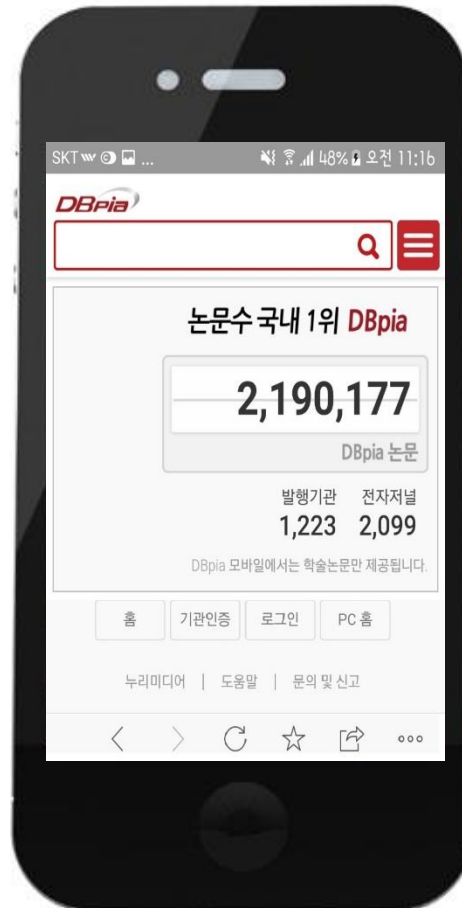 SKT ... 48% 오전 11:16
DBpia
논문수 국내 1위 DBpia
2,190,177
DBpia 논문
발행기관 전자저널
1,223 2,099
DBpia 모바일에서는 학술논문만 제공됩니다.
홈 기관인증 로그인 PC 홈
누리미디어 | 도움말 | 문의 및 신고